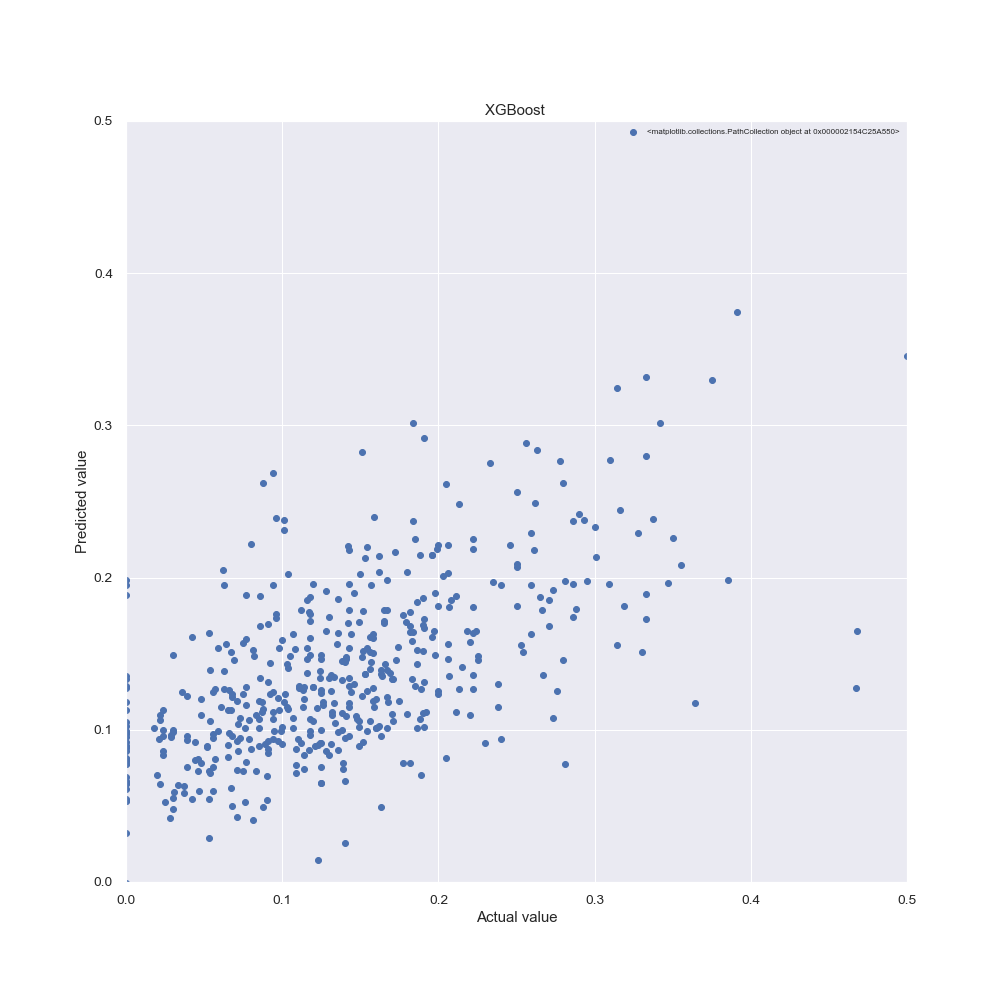 XGBoost
0.5
<matplotlib.collections.PathCollection object at 0x000002154C25A550>
0.4
0.3
Predicted value
0.2
0.1
0.0
0.0 0.1 0.2 0.3 0.4 0.5
Actual value